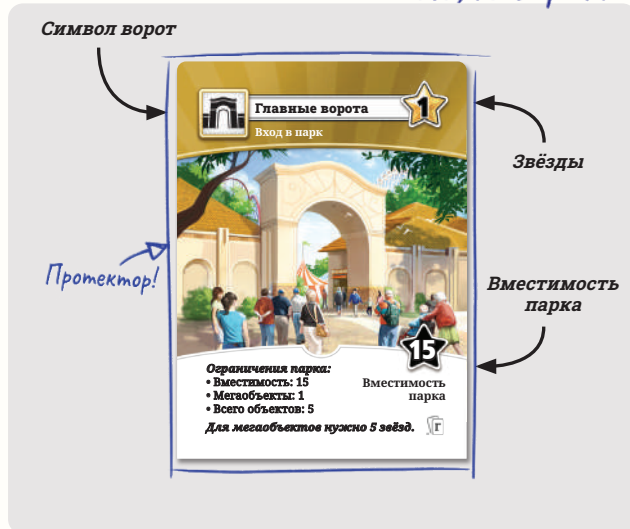 Символ ворот
Главные ворота
1
Вход в парк
Звёзды
Протектор!
Вместимость
парка
15
Ограничения парка:
• Вместимость: 15
• Мегаобъекты: 1
• Всего объектов: 5
Вместимость
парка
Для мегаобъектов нужно 5 звёзд.
Г